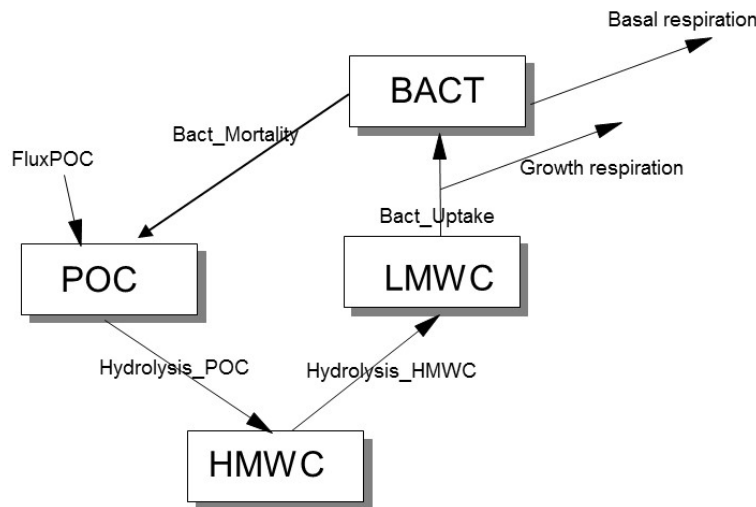 Basal respiration
BACT
Bact_Mortality
FluxPOC
Growth respiration
Bact_Uptake
POC
LMWC
Hydrolysis_POC
Hydrolysis_HMWC
HMWC